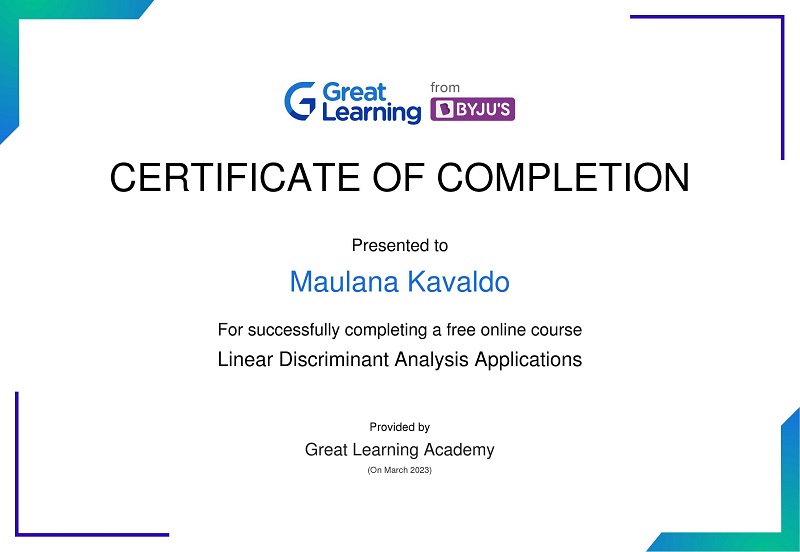 Great Learning from BYJU'S
CERTIFICATE OF COMPLETION
Presented to
Maulana Kavaldo
For successfully completing a free online course
Linear Discriminant Analysis Applications
Provided by
Great Learning Academy
(On March 2023)